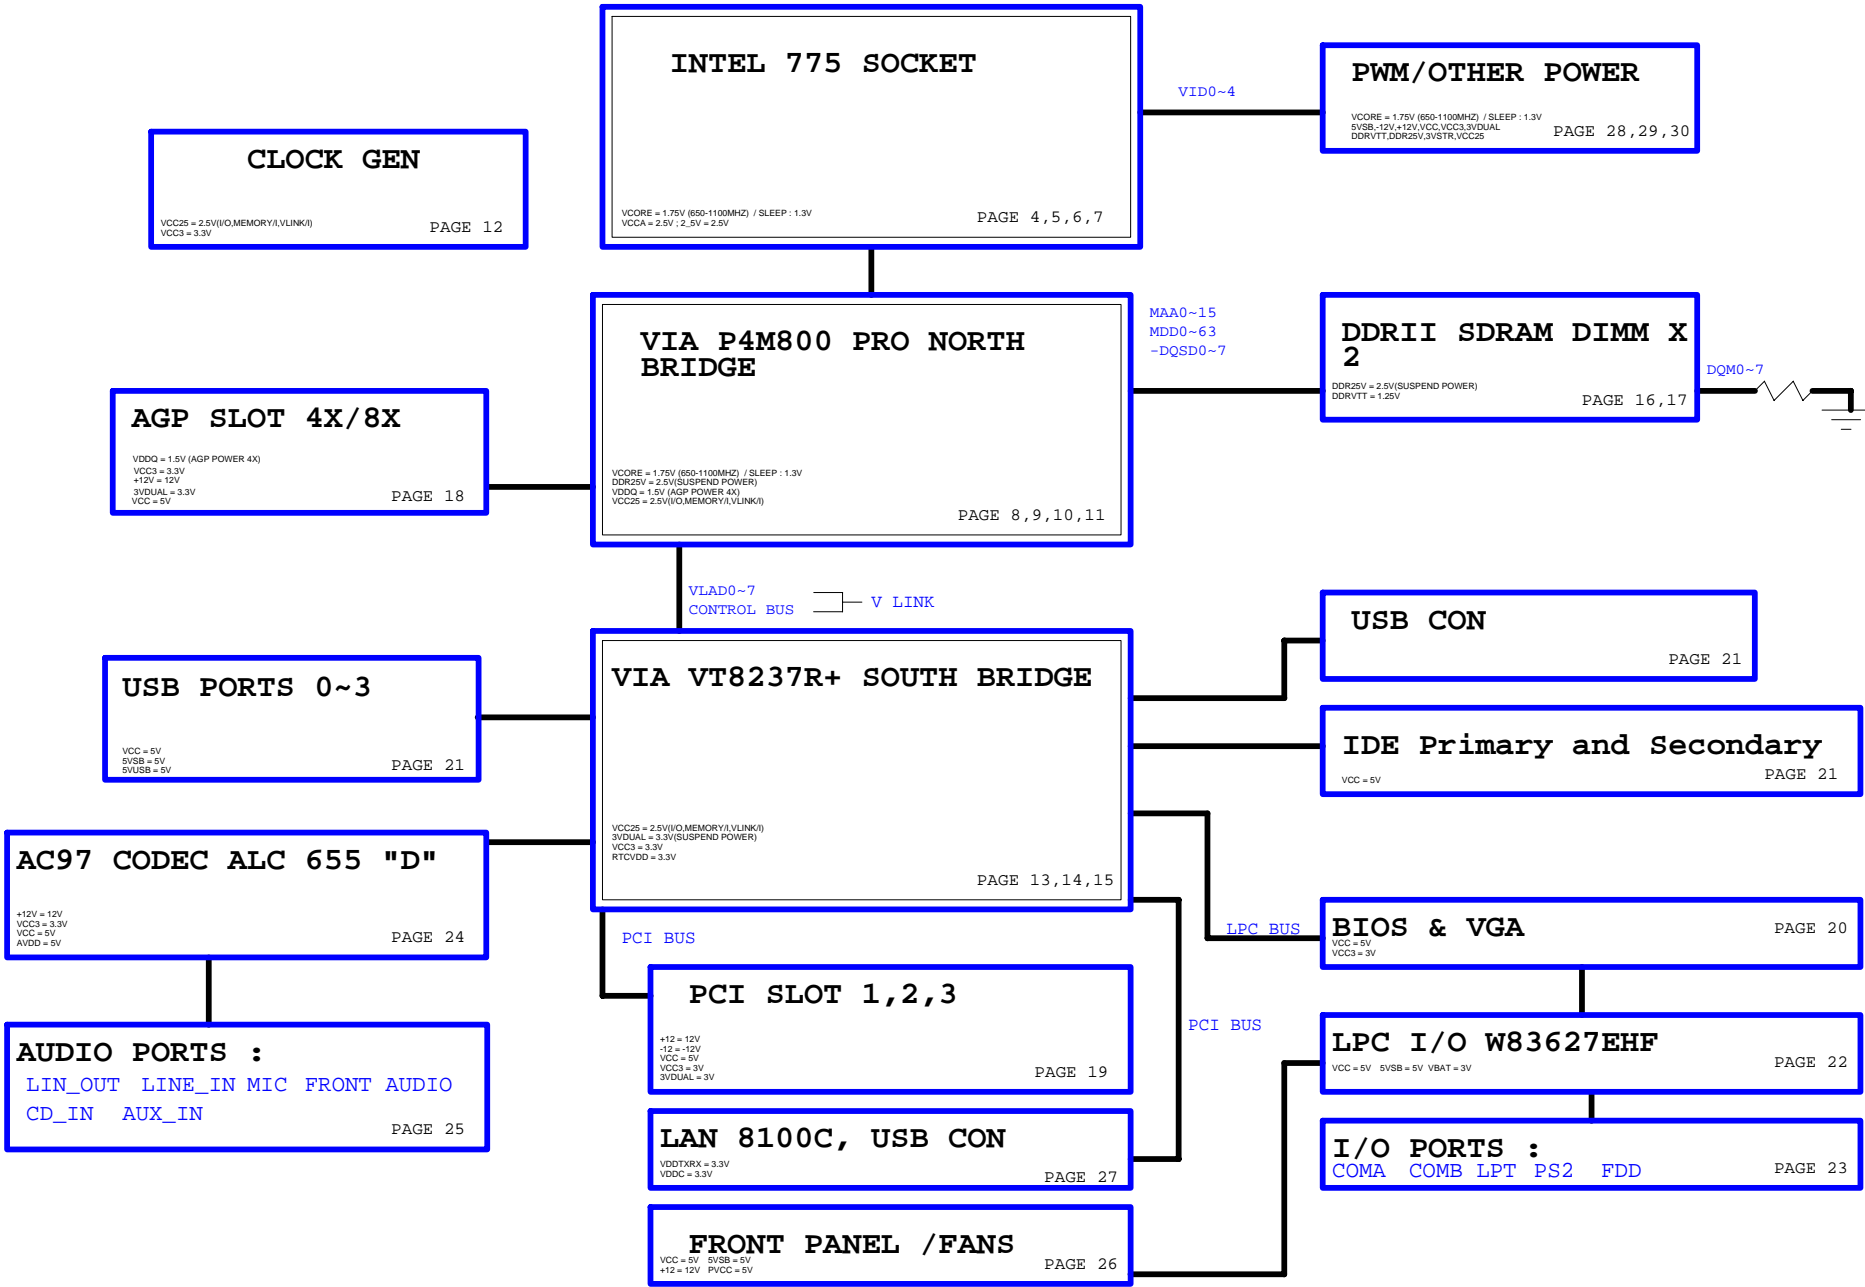 INTEL 775 SOCKET
VCORE = 1.75V (650-1100MHZ) / SLEEP : 1.3V
VCCA = 2.5V ; 2_5V = 2.5V
PAGE 4,5,6,7
VID0~4
PWM/OTHER POWER
VCORE = 1.75V (650-1100MHZ) / SLEEP : 1.3V
5VSB,-12V,+12V,VCC,VCC3,3VDUAL
DDRVTT,DDR25V,3VSTR,VCC25
PAGE 28,29,30
CLOCK GEN
VCC25 = 2.5V(I/O,MEMORY/I,VLINK/I)
VCC3 = 3.3V
PAGE 12
VIA P4M800 PRO NORTH
BRIDGE
VCORE = 1.75V (650-1100MHZ) / SLEEP : 1.3V
DDR25V = 2.5V(SUSPEND POWER)
VDDQ = 1.5V (AGP POWER 4X)
VCC25 = 2.5V(I/O,MEMORY/I,VLINK/I)
PAGE 8,9,10,11
MAA0~15
MDD0~63
-DQSD0~7
DDRII SDRAM DIMM X
2
DDR25V = 2.5V(SUSPEND POWER)
DDRVTT = 1.25V
PAGE 16,17
DQM0~7
AGP SLOT 4X/8X
VDDQ = 1.5V (AGP POWER 4X)
VCC3 = 3.3V
+12V = 12V
3VDUAL = 3.3V
VCC = 5V
PAGE 18
VLAD0~7
CONTROL BUS
V LINK
VIA VT8237R+ SOUTH BRIDGE
VCC25 = 2.5V(I/O,MEMORY/I,VLINK/I)
3VDUAL = 3.3V(SUSPEND POWER)
VCC3 = 3.3V
RTCVDD = 3.3V
PAGE 13,14,15
USB CON
PAGE 21
USB PORTS 0~3
VCC = 5V
5VSB = 5V
5VUSB = 5V
PAGE 21
IDE Primary and Secondary
VCC = 5V
PAGE 21
AC97 CODEC ALC 655 "D"
+12V = 12V
VCC3 = 3.3V
VCC = 5V
AVDD = 5V
PAGE 24
PCI BUS
LPC BUS
BIOS & VGA
VCC = 5V
VCC3 = 3V
PAGE 20
PCI SLOT 1,2,3
+12 = 12V
-12 = -12V
VCC = 5V
VCC3 = 3V
3VDUAL = 3V
PAGE 19
PCI BUS
AUDIO PORTS :
LIN_OUT LINE_IN MIC FRONT AUDIO
CD_IN AUX_IN
PAGE 25
LPC I/O W83627EHF
VCC = 5V 5VSB = 5V VBAT = 3V
PAGE 22
LAN 8100C, USB CON
VDDTXRX = 3.3V
VDDC = 3.3V
PAGE 27
I/O PORTS :
COMA COMB LPT PS2 FDD
PAGE 23
FRONT PANEL /FANS
VCC = 5V 5VSB = 5V
+12 = 12V PVCC = 5V
PAGE 26